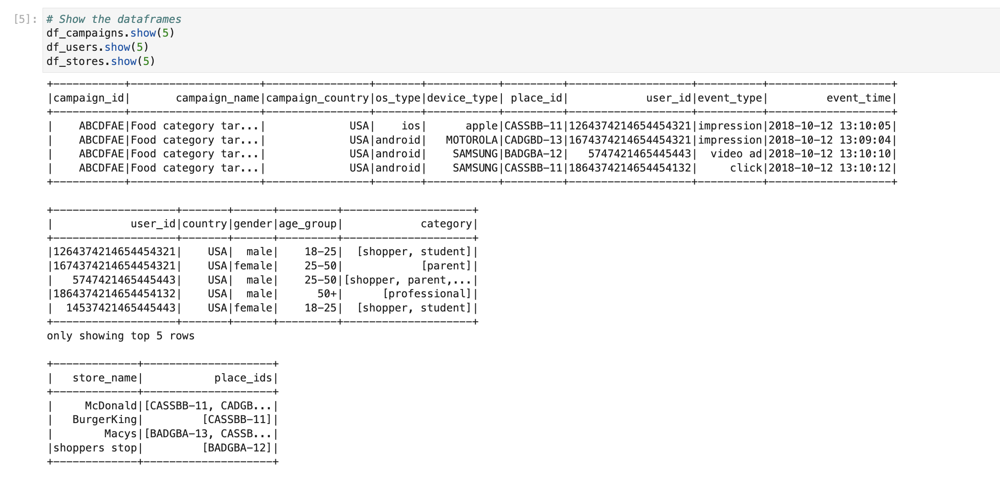 [5]: # Show the dataframes
df_campaigns.show(5)
df_users.show(5)
df_stores.show(5)
+-----------+--------------------+----------------+-------+-----------+---------+-------------------+----------+-------------------+
|campaign_id|       campaign_name|campaign_country|os_type|device_type| place_id|            user_id|event_type|         event_time|
+-----------+--------------------+----------------+-------+-----------+---------+-------------------+----------+-------------------+
|    ABCDFAE|Food category tar...|             USA|    ios|      apple|CASSBB-11|1264374214654454321|impression|2018-10-12 13:10:05|
|    ABCDFAE|Food category tar...|             USA|android|   MOTOROLA|CADGBD-13|1674374214654454321|impression|2018-10-12 13:09:04|
|    ABCDFAE|Food category tar...|             USA|android|    SAMSUNG|BADGBA-12|   5747421465445443|  video ad|2018-10-12 13:10:10|
|    ABCDFAE|Food category tar...|             USA|android|    SAMSUNG|CASSBB-11|1864374214654454132|     click|2018-10-12 13:10:12|
+-----------+--------------------+----------------+-------+-----------+---------+-------------------+----------+-------------------+
+-------------------+-------+------+---------+--------------------+
|            user_id|country|gender|age_group|            category|
+-------------------+-------+------+---------+--------------------+
|1264374214654454321|    USA|  male|    18-25|  [shopper, student]|
|1674374214654454321|    USA|female|    25-50|            [parent]|
|   5747421465445443|    USA|  male|    25-50|[shopper, parent,...|
|1864374214654454132|    USA|  male|      50+|      [professional]|
|  14537421465445443|    USA|female|    18-25|  [shopper, student]|
+-------------------+-------+------+---------+--------------------+
only showing top 5 rows
+-------------+--------------------+
|   store_name|           place_ids|
+-------------+--------------------+
|     McDonald|[CASSBB-11, CADGB...|
|   BurgerKing|         [CASSBB-11]|
|        Macys|[BADGBA-13, CASSB...|
|shoppers stop|         [BADGBA-12]|
+-------------+--------------------+